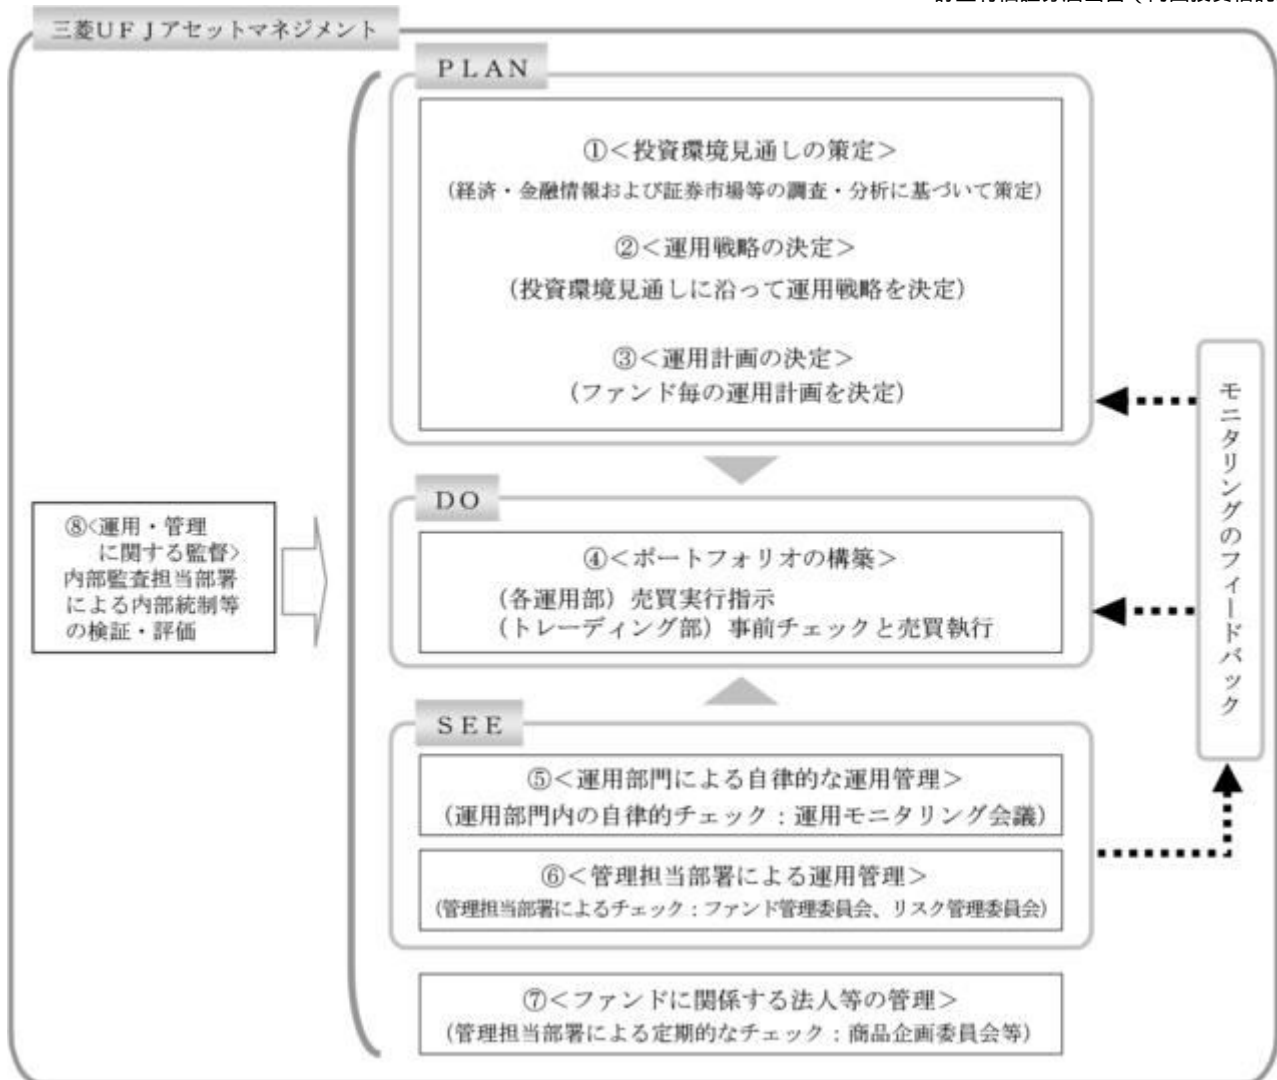 三菱ＵＦＪアセットマネジメント
ＰＬＡＮ
①＜投資環境見通しの策定＞
（経済・金融情報および証券市場等の調査・分析に基づいて策定）
②＜運用戦略の決定＞
（投資環境見通しに沿って運用戦略を決定）
③＜運用計画の決定＞
（ファンド毎の運用計画を決定）
ＤＯ
④＜ポートフォリオの構築＞
（各運用部）売買実行指示
（トレーディング部）事前チェックと売買執行
ＳＥＥ
⑤＜運用部門による自律的な運用管理＞
（運用部門内の自律的チェック：運用モニタリング会議）
⑥＜管理担当部署による運用管理＞
（管理担当部署によるチェック：ファンド管理委員会、リスク管理委員会）
⑦＜ファンドに関係する法人等の管理＞
（管理担当部署による定期的なチェック：商品企画委員会等）
⑧＜運用・管理
に関する監督＞
内部監査担当部署
による内部統制等
の検証・評価
モニタリングのフィードバック